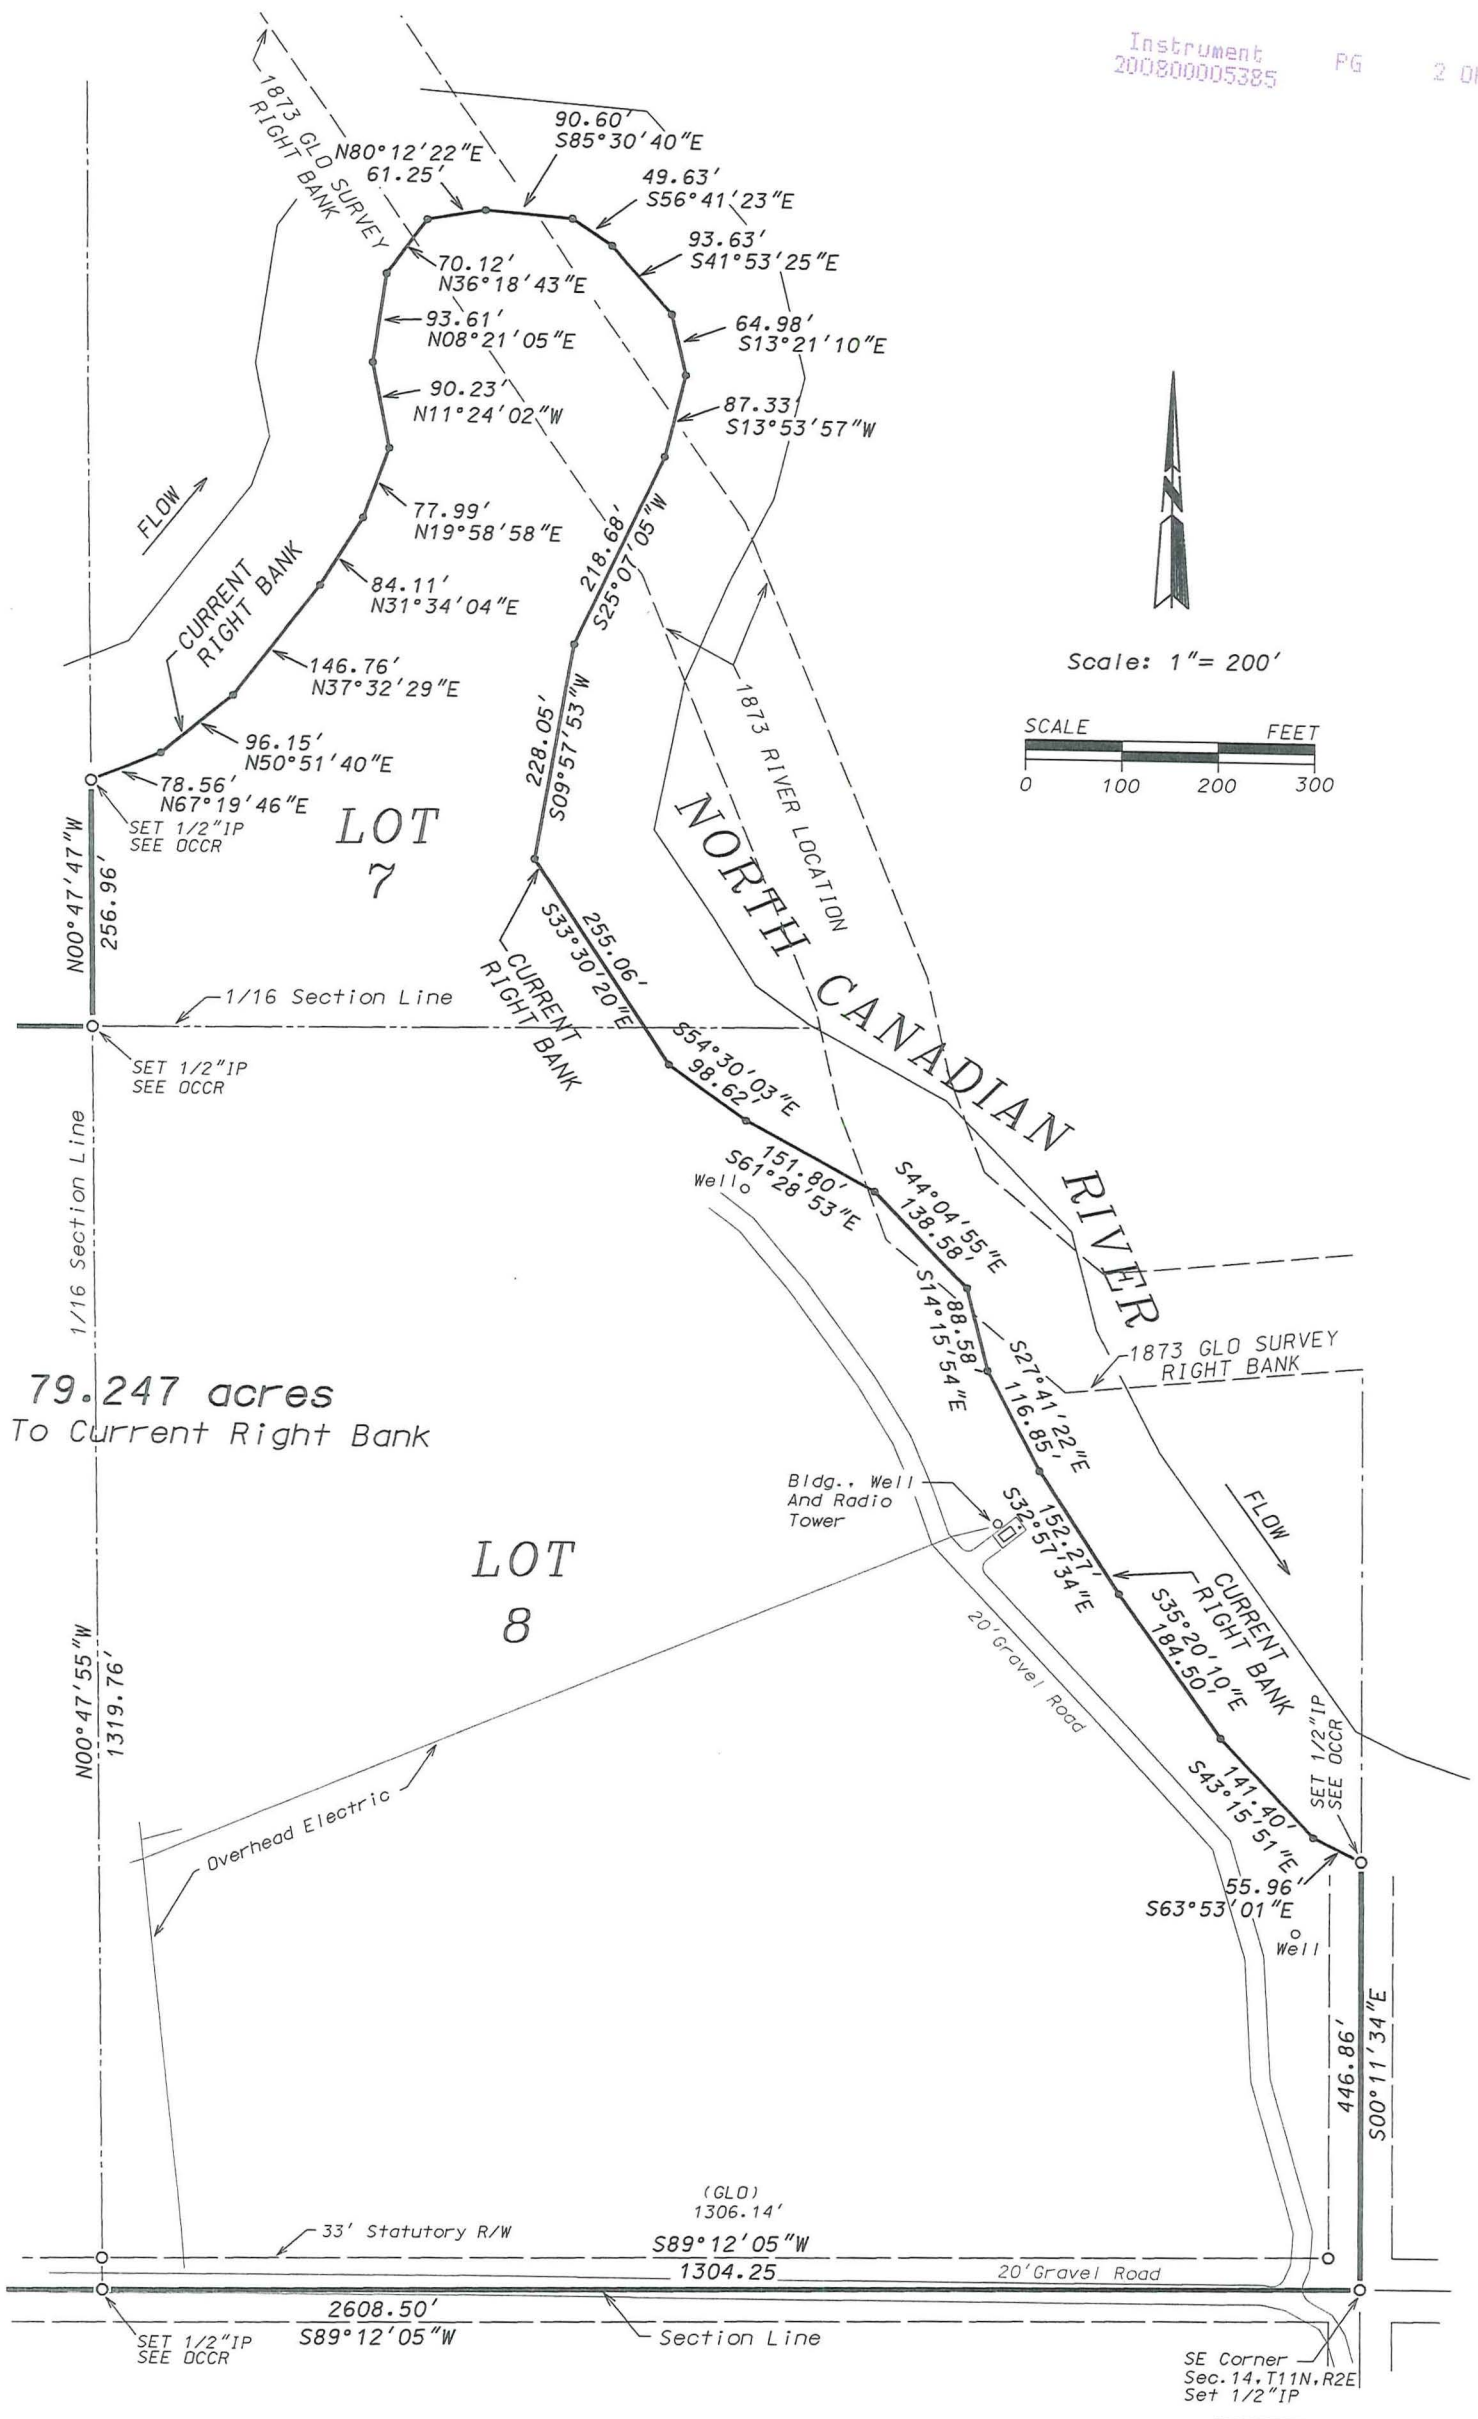 Instrument PG 2 O
200800005385
1873 GLO SURVEY
RIGHT BANK
90.60'
S85°30'40"E
N80°12'22"E
61.25'
49.63'
S56°41'23"E
93.63'
S41°53'25"E
70.12'
N36°18'43"E
93.61'
N08°21'05"E
64.98'
S13°21'10"E
90.23'
N11°24'02"W
87.33'
S13°53'57"W
FLOW
77.99'
N19°58'58"E
218.68'
S25°07'05"W
84.11'
N31°34'04"E
CURRENT
RIGHT BANK
146.76'
N37°32'29"E
N
Scale: 1"= 200'
SCALE FEET
0 100 200 300
96.15'
N50°51'40"E
78.56'
N67°19'46"E
228.05'
S09°57'53"W
1873 RIVER LOCATION
SET 1/2"IP
SEE OCCR
LOT
7
N00°47'47"W
256.96'
NORTH CANADIAN RIVER
255.06'
S33°30'20"E
CURRENT
RIGHT BANK
1/16 Section Line
SET 1/2"IP
SEE OCCR
S54°30'03"E
98.62'
151.80'
S61°28'53"E
Well
S44°04'55"E
138.58'
1/16 Section Line
88.58'
S14°15'54"E
1873 GLO SURVEY
RIGHT BANK
S27°41'22"E
116.85'
79.247 acres
To Current Right Bank
Bldg., Well
And Radio
Tower
152.27'
S32°57'34"E
FLOW
LOT
8
CURRENT
RIGHT BANK
S35°20'10"E
184.50'
20'Gravel Road
N00°47'55"W
1319.76'
SET 1/2"IP
SEE OCCR
141.40'
S43°15'51"E
Overhead Electric
55.96'
S63°53'01"E
Well
446.86'
S00°11'34"E
(GLO)
1306.14'
33' Statutory R/W
S89°12'05"W
1304.25
20'Gravel Road
2608.50'
S89°12'05"W
Section Line
SET 1/2"IP
SEE OCCR
SE Corner
Sec.14,T11N,R2E
Set 1/2"IP